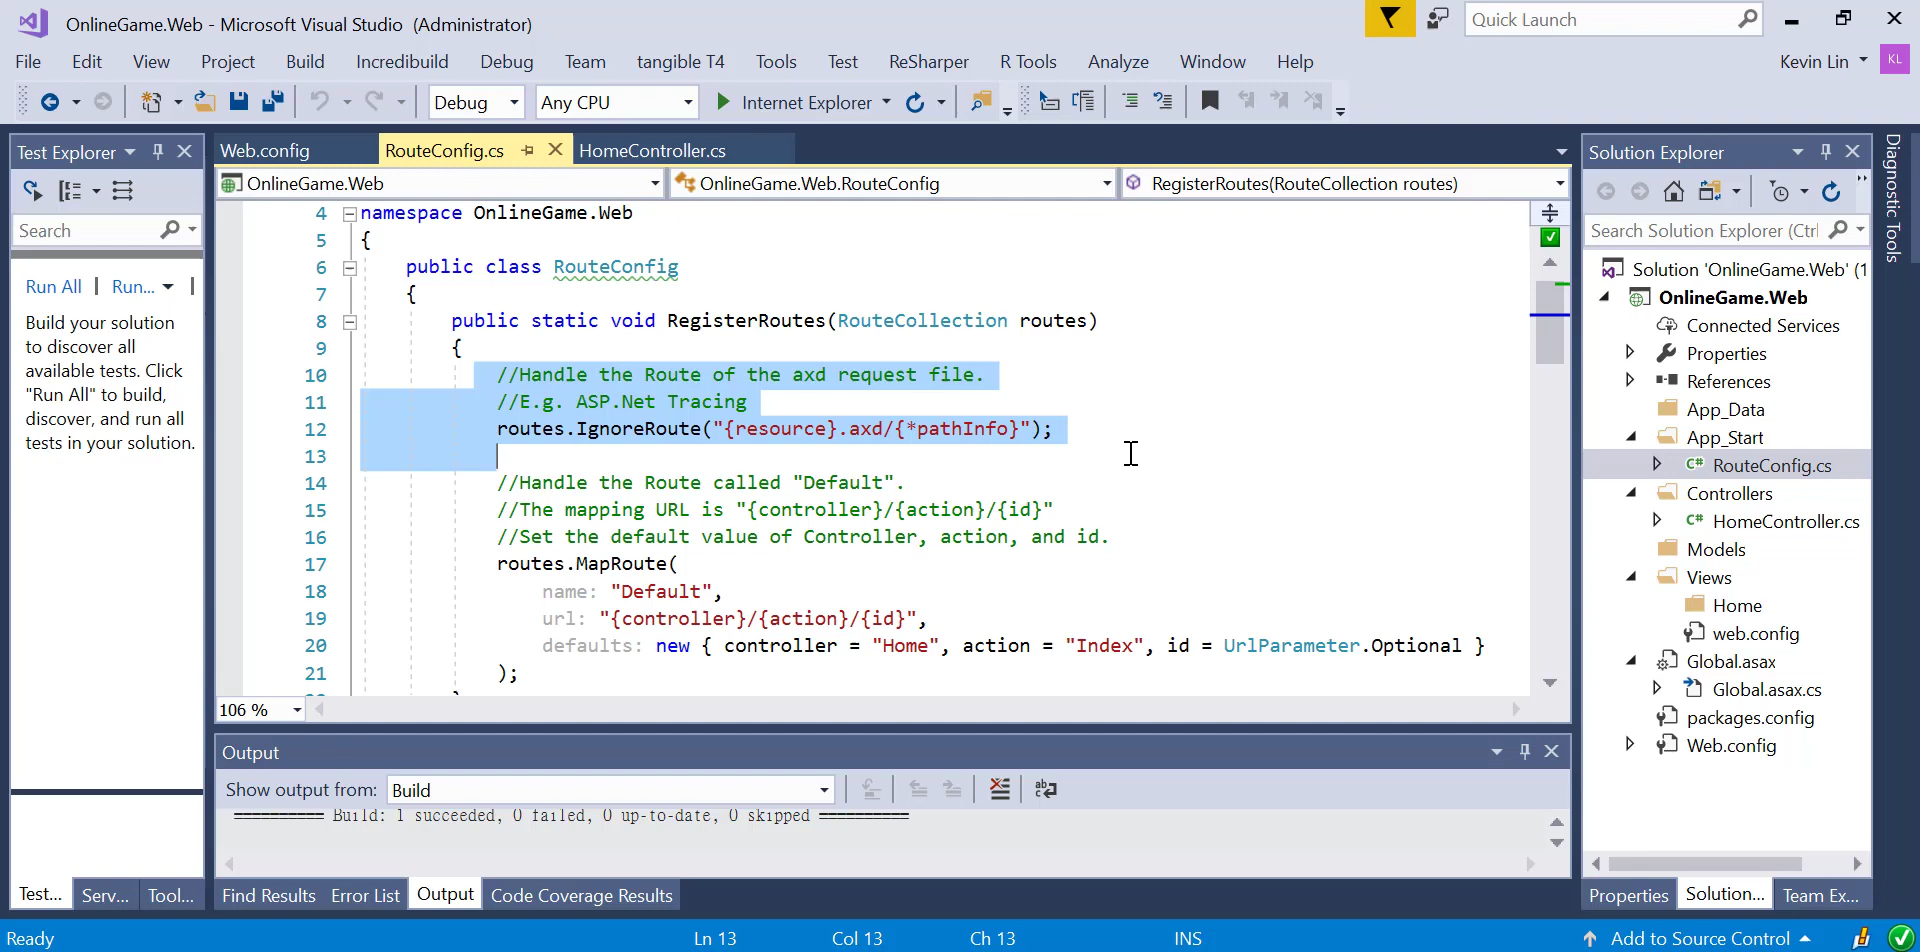 OnlineGame.Web - Microsoft Visual Studio (Administrator)
Quick Launch
File Edit View Project Build Incredibuild Debug Team tangible T4 Tools Test ReSharper R Tools Analyze Window Help
Kevin Lin KL
Debug Any CPU Internet Explorer
Test Explorer
Search
Run All | Run... |
Build your solution
to discover all
available tests. Click
"Run All" to build,
discover, and run all
tests in your solution.
Test... Serv... Tool...
Web.config RouteConfig.cs HomeController.cs
OnlineGame.Web OnlineGame.Web.RouteConfig RegisterRoutes(RouteCollection routes)
4 namespace OnlineGame.Web
5 {
6 public class RouteConfig
7 {
8 public static void RegisterRoutes(RouteCollection routes)
9 {
10 //Handle the Route of the axd request file.
11 //E.g. ASP.Net Tracing
12 routes.IgnoreRoute("{resource}.axd/{*pathInfo}");
13
14 //Handle the Route called "Default".
15 //The mapping URL is "{controller}/{action}/{id}"
16 //Set the default value of Controller, action, and id.
17 routes.MapRoute(
18 name: "Default",
19 url: "{controller}/{action}/{id}",
20 defaults: new { controller = "Home", action = "Index", id = UrlParameter.Optional }
21 );
106 %
Output
Show output from: Build
========== Build: 1 succeeded, 0 failed, 0 up-to-date, 0 skipped ==========
Find Results Error List Output Code Coverage Results
Solution Explorer
Search Solution Explorer (Ctrl
Solution 'OnlineGame.Web' (1
OnlineGame.Web
Connected Services
Properties
References
App_Data
App_Start
C# RouteConfig.cs
Controllers
C# HomeController.cs
Models
Views
Home
web.config
Global.asax
Global.asax.cs
packages.config
Web.config
Properties Solution... Team Ex...
Diagnostic Tools
Ready Ln 13 Col 13 Ch 13 INS Add to Source Control